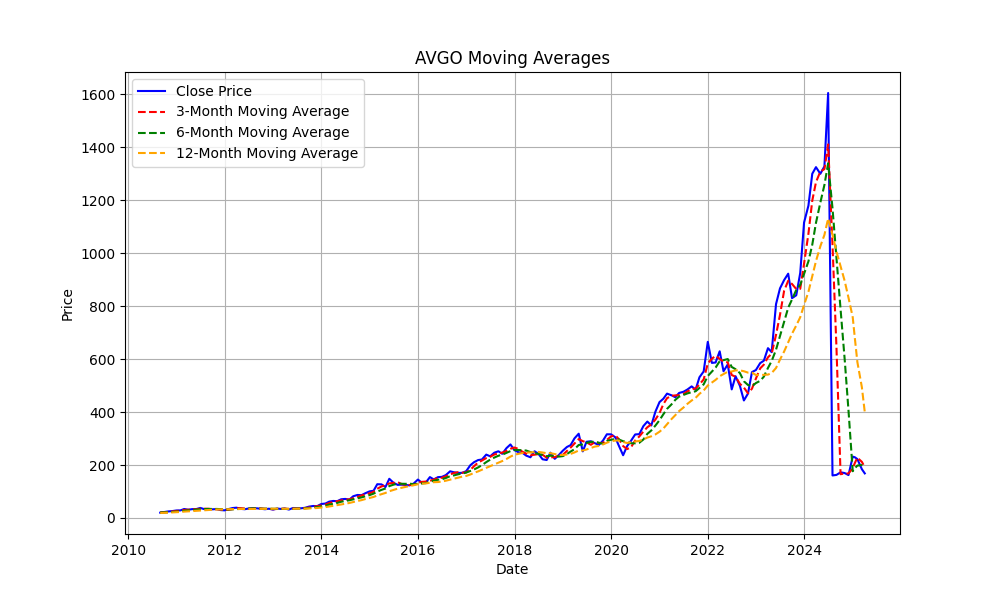 AVGO Moving Averages
Close Price
3-Month Moving Average
6-Month Moving Average
12-Month Moving Average
Price
1600
1400
1200
1000
800
600
400
200
0
2010 2012 2014 2016 2018 2020 2022 2024
Date